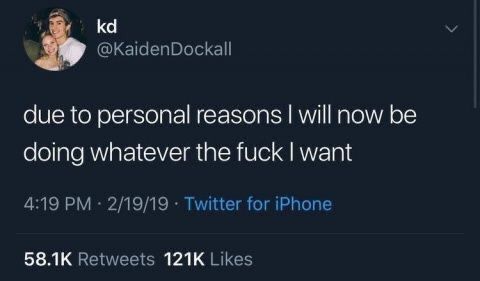 kd
@KaidenDockall
due to personal reasons I will now be
doing whatever the fuck I want
4:19 PM · 2/19/19 · Twitter for iPhone
58.1K Retweets 121K Likes